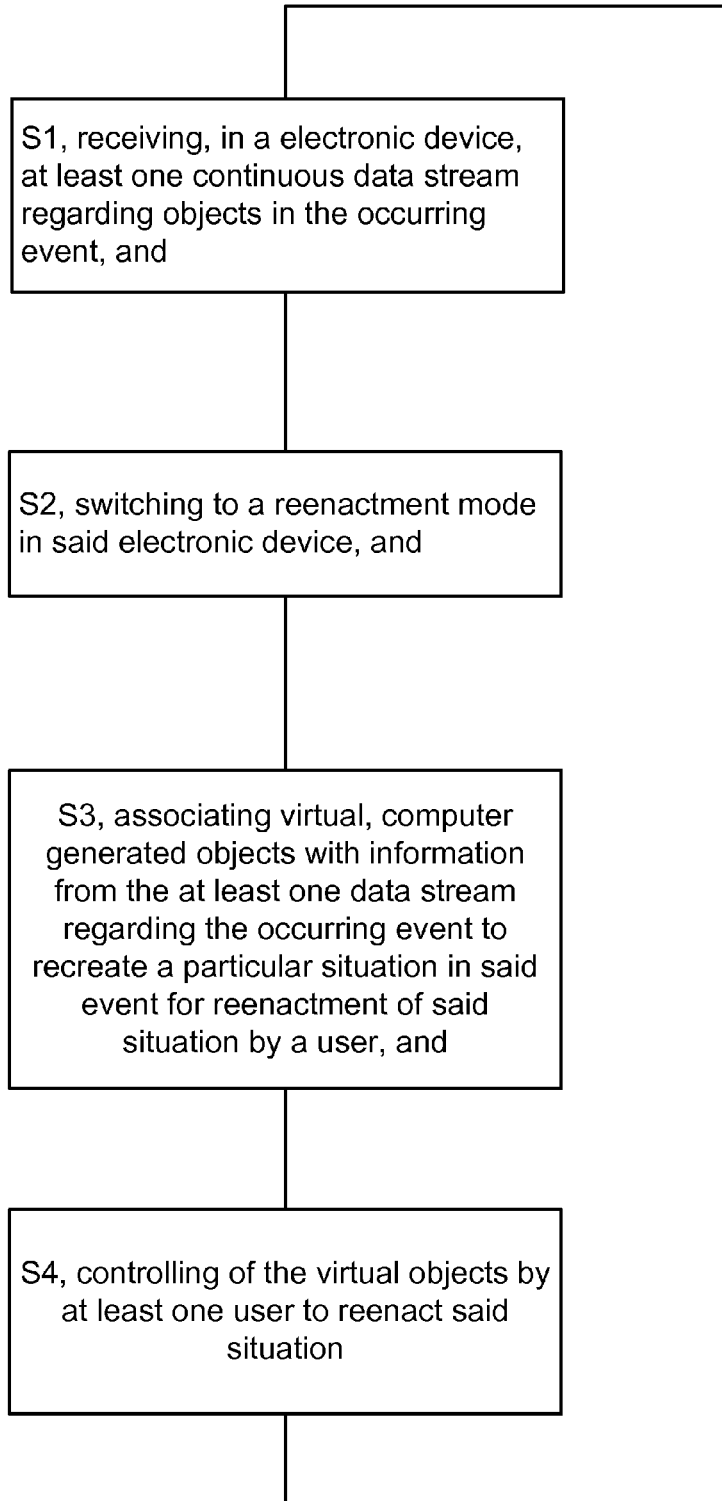 S1, receiving, in a electronic device,
at least one continuous data stream
regarding objects in the occurring
event, and
S2, switching to a reenactment mode
in said electronic device, and
S3, associating virtual, computer
generated objects with information
from the at least one data stream
regarding the occurring event to
recreate a particular situation in said
event for reenactment of said
situation by a user, and
S4, controlling of the virtual objects by
at least one user to reenact said
situation